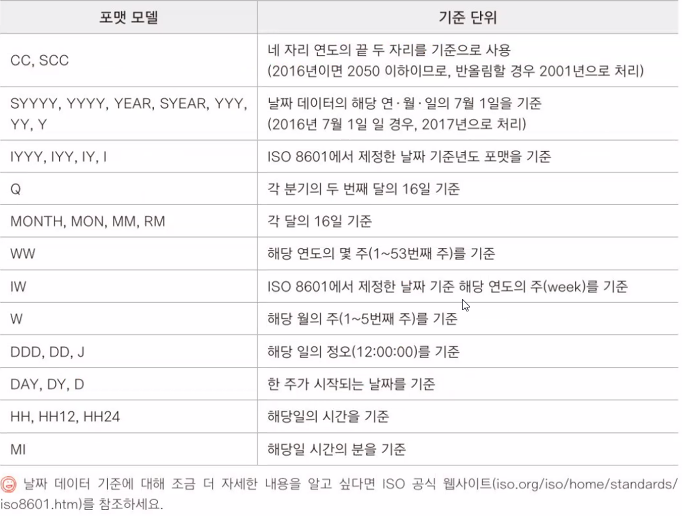 포맷 모델
기준 단위
CC, SCC
네 자리 연도의 끝 두 자리를 기준으로 사용
(2016년이면 2050 이하이므로, 반올림할 경우 2001년으로 처리)
SYYYY, YYYY, YEAR, SYEAR, YYY,
YY, Y
날짜 데이터의 해당 연·월·일의 7월 1일을 기준
(2016년 7월 1일 일 경우, 2017년으로 처리)
IYYY, IYY, IY, I
ISO 8601에서 제정한 날짜 기준년도 포맷을 기준
Q
각 분기의 두 번째 달의 16일 기준
MONTH, MON, MM, RM
각 달의 16일 기준
WW
해당 연도의 몇 주(1~53번째 주)를 기준
IW
ISO 8601에서 제정한 날짜 기준 해당 연도의 주(week)를 기준
W
해당 월의 주(1~5번째 주)를 기준
DDD, DD, J
해당 일의 정오(12:00:00)를 기준
DAY, DY, D
한 주가 시작되는 날짜를 기준
HH, HH12, HH24
해당일의 시간을 기준
MI
해당일 시간의 분을 기준
날짜 데이터 기준에 대해 조금 더 자세한 내용을 알고 싶다면 ISO 공식 웹사이트(iso.org/iso/home/standards/
iso8601.htm)를 참조하세요.